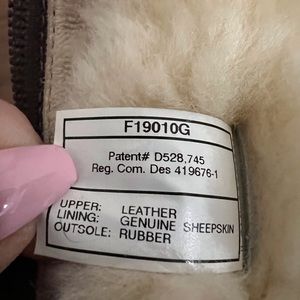 F19010G
Patent# D528,745
Reg. Com. Des 419676-1
UPPER: LEATHER
LINING: GENUINE SHEEPSKIN
OUTSOLE: RUBBER